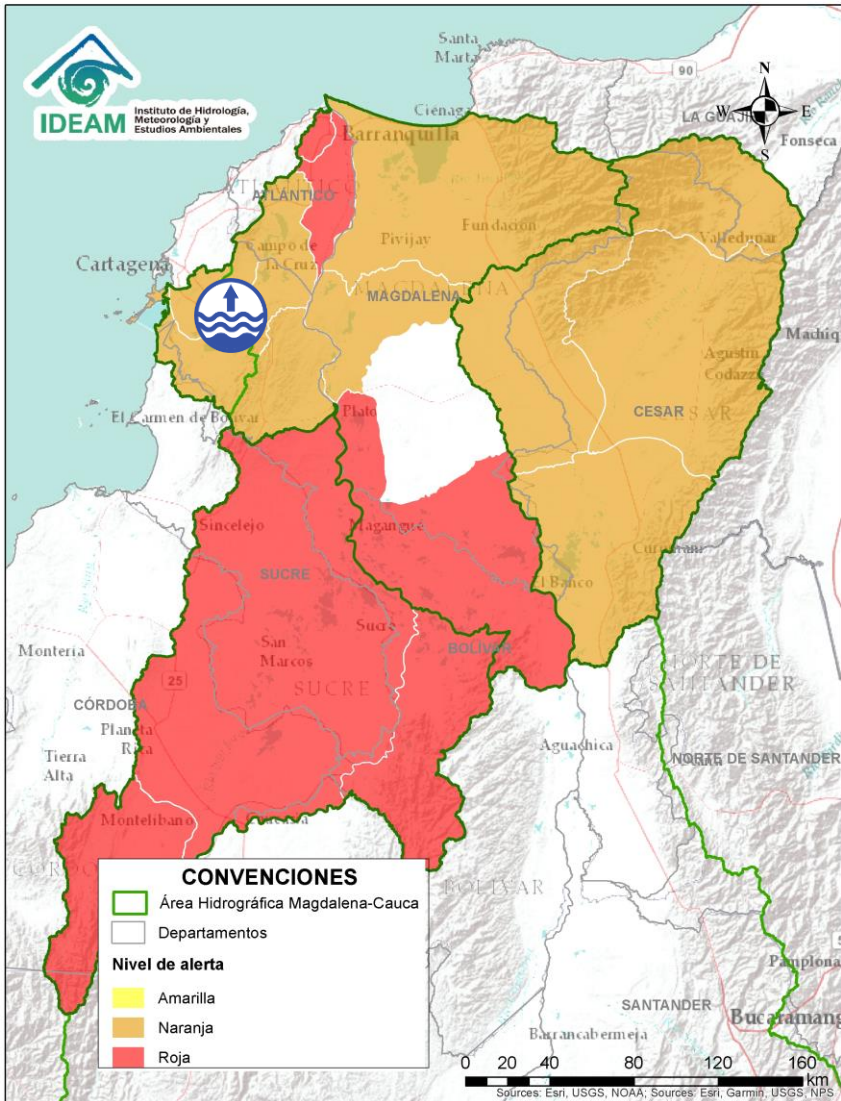 IDEAM Instituto de Hidrología,
Meteorología y
Estudios Ambientales
Santa
Marta
90
N
W E
S
LA GUAJIR
Fonseca
Ciénaga
Barranquilla
ATLÁNTICO
Campo de
la Cruz
Pivijay
Fundación
Valledupar
Cartagena
MAGDALENA
Machiq
Agustín
Codazzi
CESAR
El Carmen de Bolívar
Plato
Sincelejo
Magangué
SUCRE
Curumaní
El Banco
Montería
San
Marcos
Sucre
BOLÍVAR
SUCRE
NORTE DE
SANTANDER
25
CÓRDOBA
Planeta
Rica
Tierra
Alta
Aguachica
NORTE DE SANTANDER
Montelíbano
BOLÍVAR
CONVENCIONES
Área Hidrográfica Magdalena-Cauca
Departamentos
Nivel de alerta
Amarilla
Naranja
Roja
Pamplona
SANTANDER
Bucaramang
Barrancabermeja
0 20 40 80 120 160
km
Sources: Esri, USGS, NOAA; Sources: Esri, Garmin, USGS, NPS